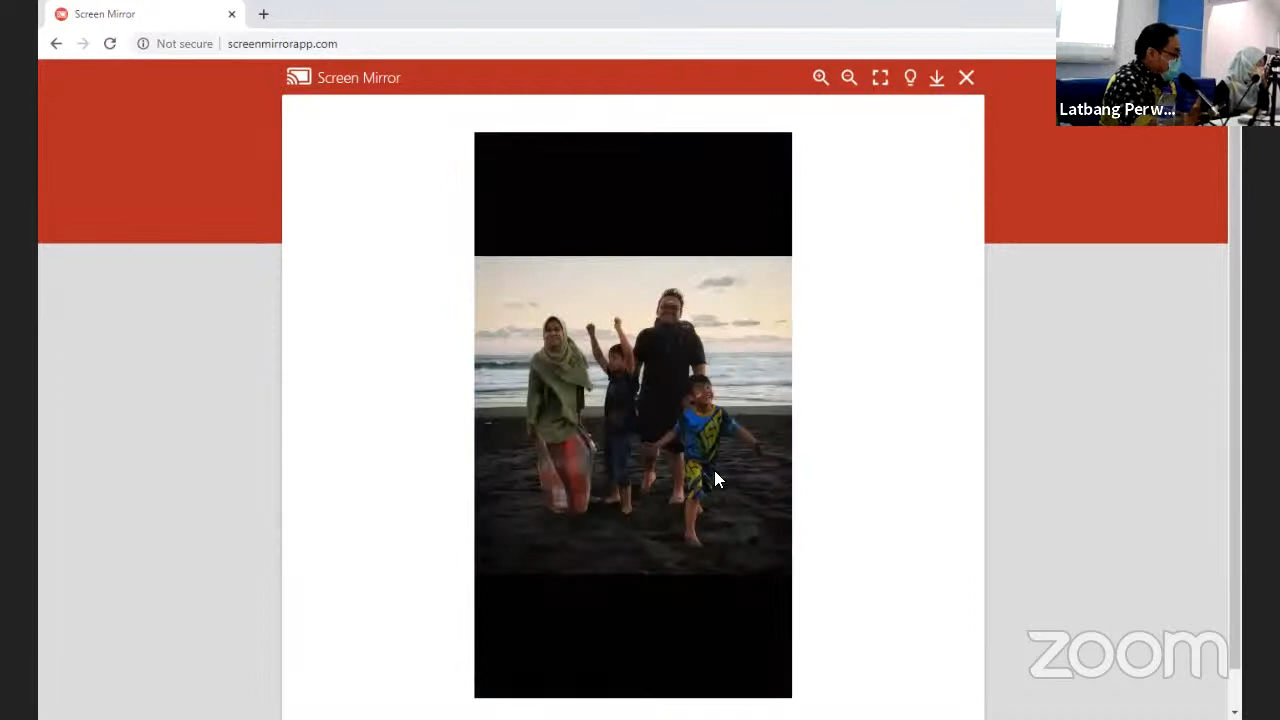 Screen Mirror
Not secure
screenmirrorapp.com
Screen Mirror
Latbang Perw...
zoom